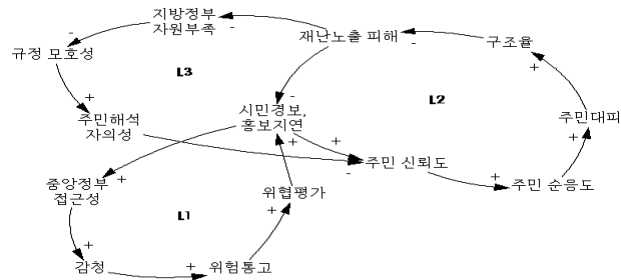 지방정부
자원부족
재난노출 피해
구조율
규정 모호성
L3
L2
시민경보,
홍보지연
주민해석
자의성
주민대피
주민 신뢰도
중앙정부
접근성
위협평가
주민 순응도
L1
감청
위험통고
- - - - - - + + + + + + + + + + +